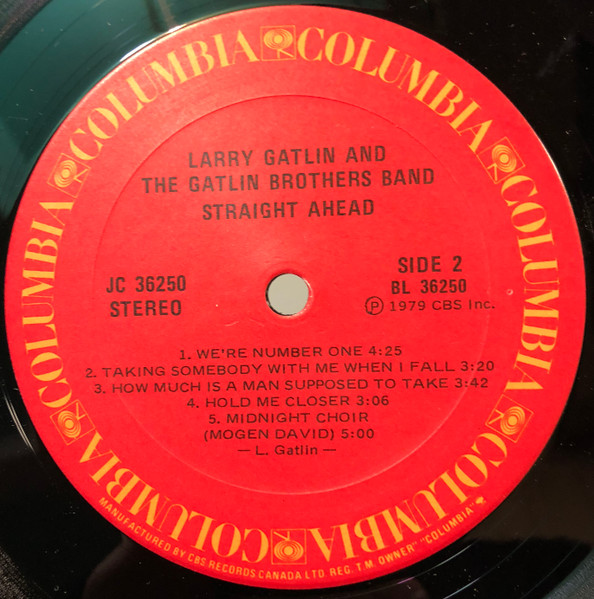 COLUMBIA COLUMBIA COLUMBIA COLUMBIA COLUMBIA COLUMBIA
LARRY GATLIN AND
THE GATLIN BROTHERS BAND
STRAIGHT AHEAD
JC 36250
STEREO
SIDE 2
BL 36250
Ⓟ 1979 CBS Inc.
1. WE'RE NUMBER ONE 4:25
2. TAKING SOMEBODY WITH ME WHEN I FALL 3:20
3. HOW MUCH IS A MAN SUPPOSED TO TAKE 3:42
4. HOLD ME CLOSER 3:06
5. MIDNIGHT CHOIR
(MOGEN DAVID) 5:00
— L. Gatlin —
MANUFACTURED BY CBS RECORDS CANADA LTD REG. T.M. OWNER "COLUMBIA"